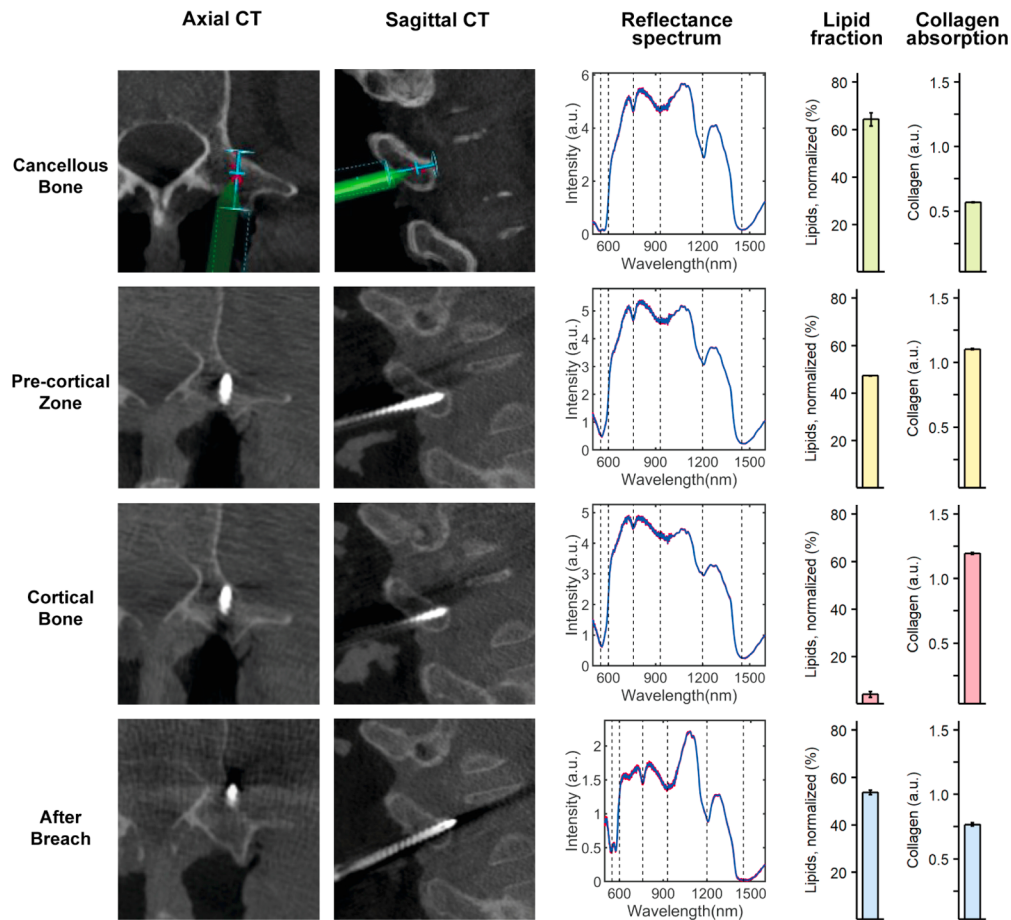 Axial CT
Sagittal CT
Reflectance
spectrum
Lipid
fraction
Collagen
absorption
Cancellous
Bone
6
4
2
0
Intensity (a.u.)
600 900 1200 1500
Wavelength(nm)
80
60
40
20
Lipids, normalized (%)
1.5
1.0
0.5
Collagen (a.u.)
Pre-cortical
Zone
5
4
3
2
1
0
Intensity (a.u.)
600 900 1200 1500
Wavelength(nm)
80
60
40
20
Lipids, normalized (%)
1.5
1.0
0.5
Collagen (a.u.)
Cortical
Bone
5
4
3
2
1
0
Intensity (a.u.)
600 900 1200 1500
Wavelength(nm)
80
60
40
20
Lipids, normalized (%)
1.5
1.0
0.5
Collagen (a.u.)
After
Breach
2
1.5
1
0.5
0
Intensity (a.u.)
600 900 1200 1500
Wavelength(nm)
80
60
40
20
Lipids, normalized (%)
1.5
1.0
0.5
Collagen (a.u.)